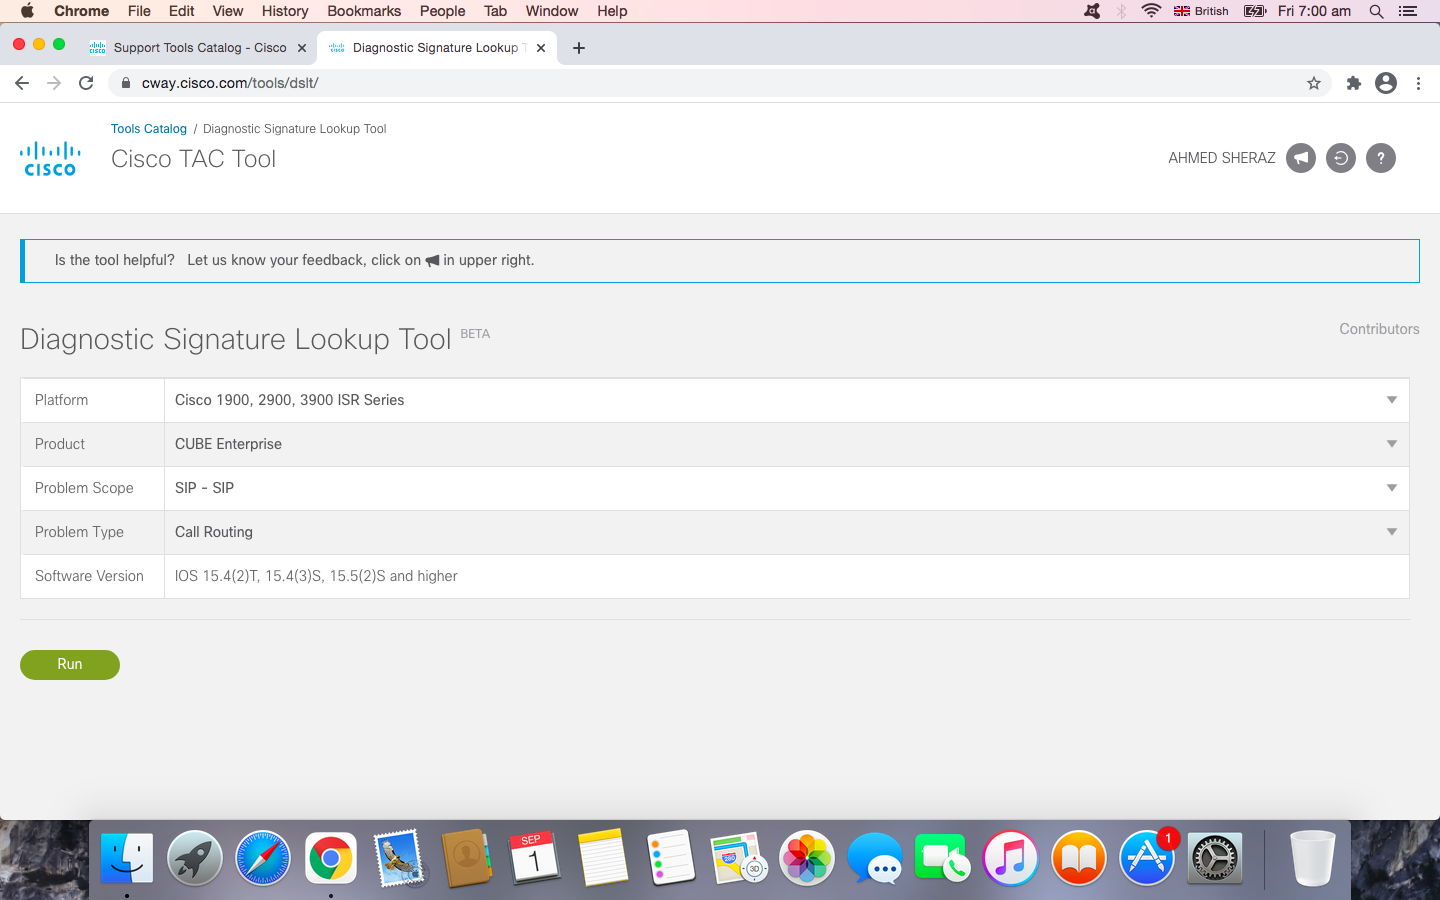 Chrome File Edit View History Bookmarks People Tab Window Help British Fri 7:00 am
Support Tools Catalog - Cisco Diagnostic Signature Lookup T
cway.cisco.com/tools/dslt/
Tools Catalog / Diagnostic Signature Lookup Tool
CISCO Cisco TAC Tool AHMED SHERAZ ?
Is the tool helpful? Let us know your feedback, click on in upper right.
Diagnostic Signature Lookup Tool BETA Contributors
Platform Cisco 1900, 2900, 3900 ISR Series
Product CUBE Enterprise
Problem Scope SIP - SIP
Problem Type Call Routing
Software Version IOS 15.4(2)T, 15.4(3)S, 15.5(2)S and higher
Run
SEP
1
280
3D
1